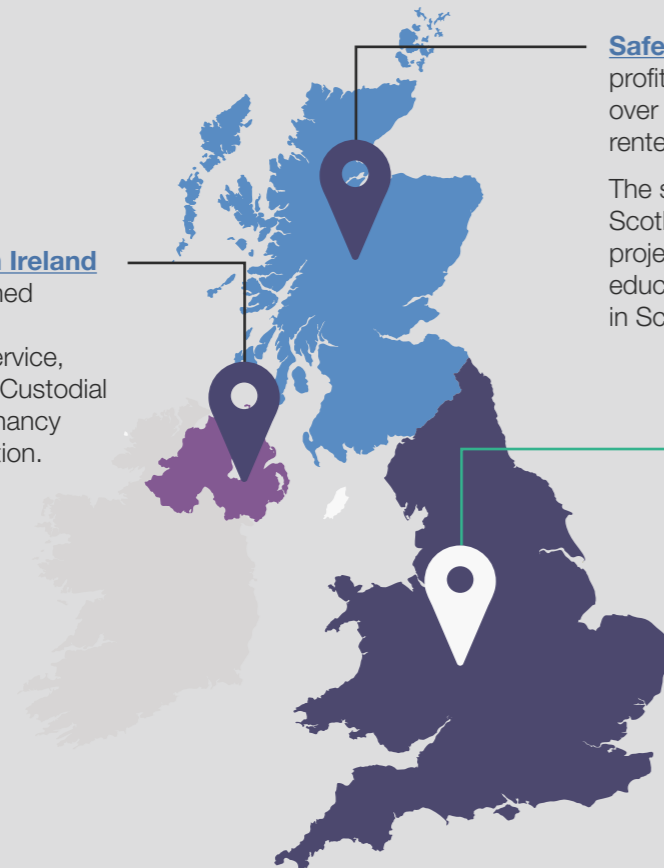 Safe
profit
over
rente
The s
Scotl
proje
educ
in Sc
Ireland
ned
ervice,
Custodial
nancy
tion.